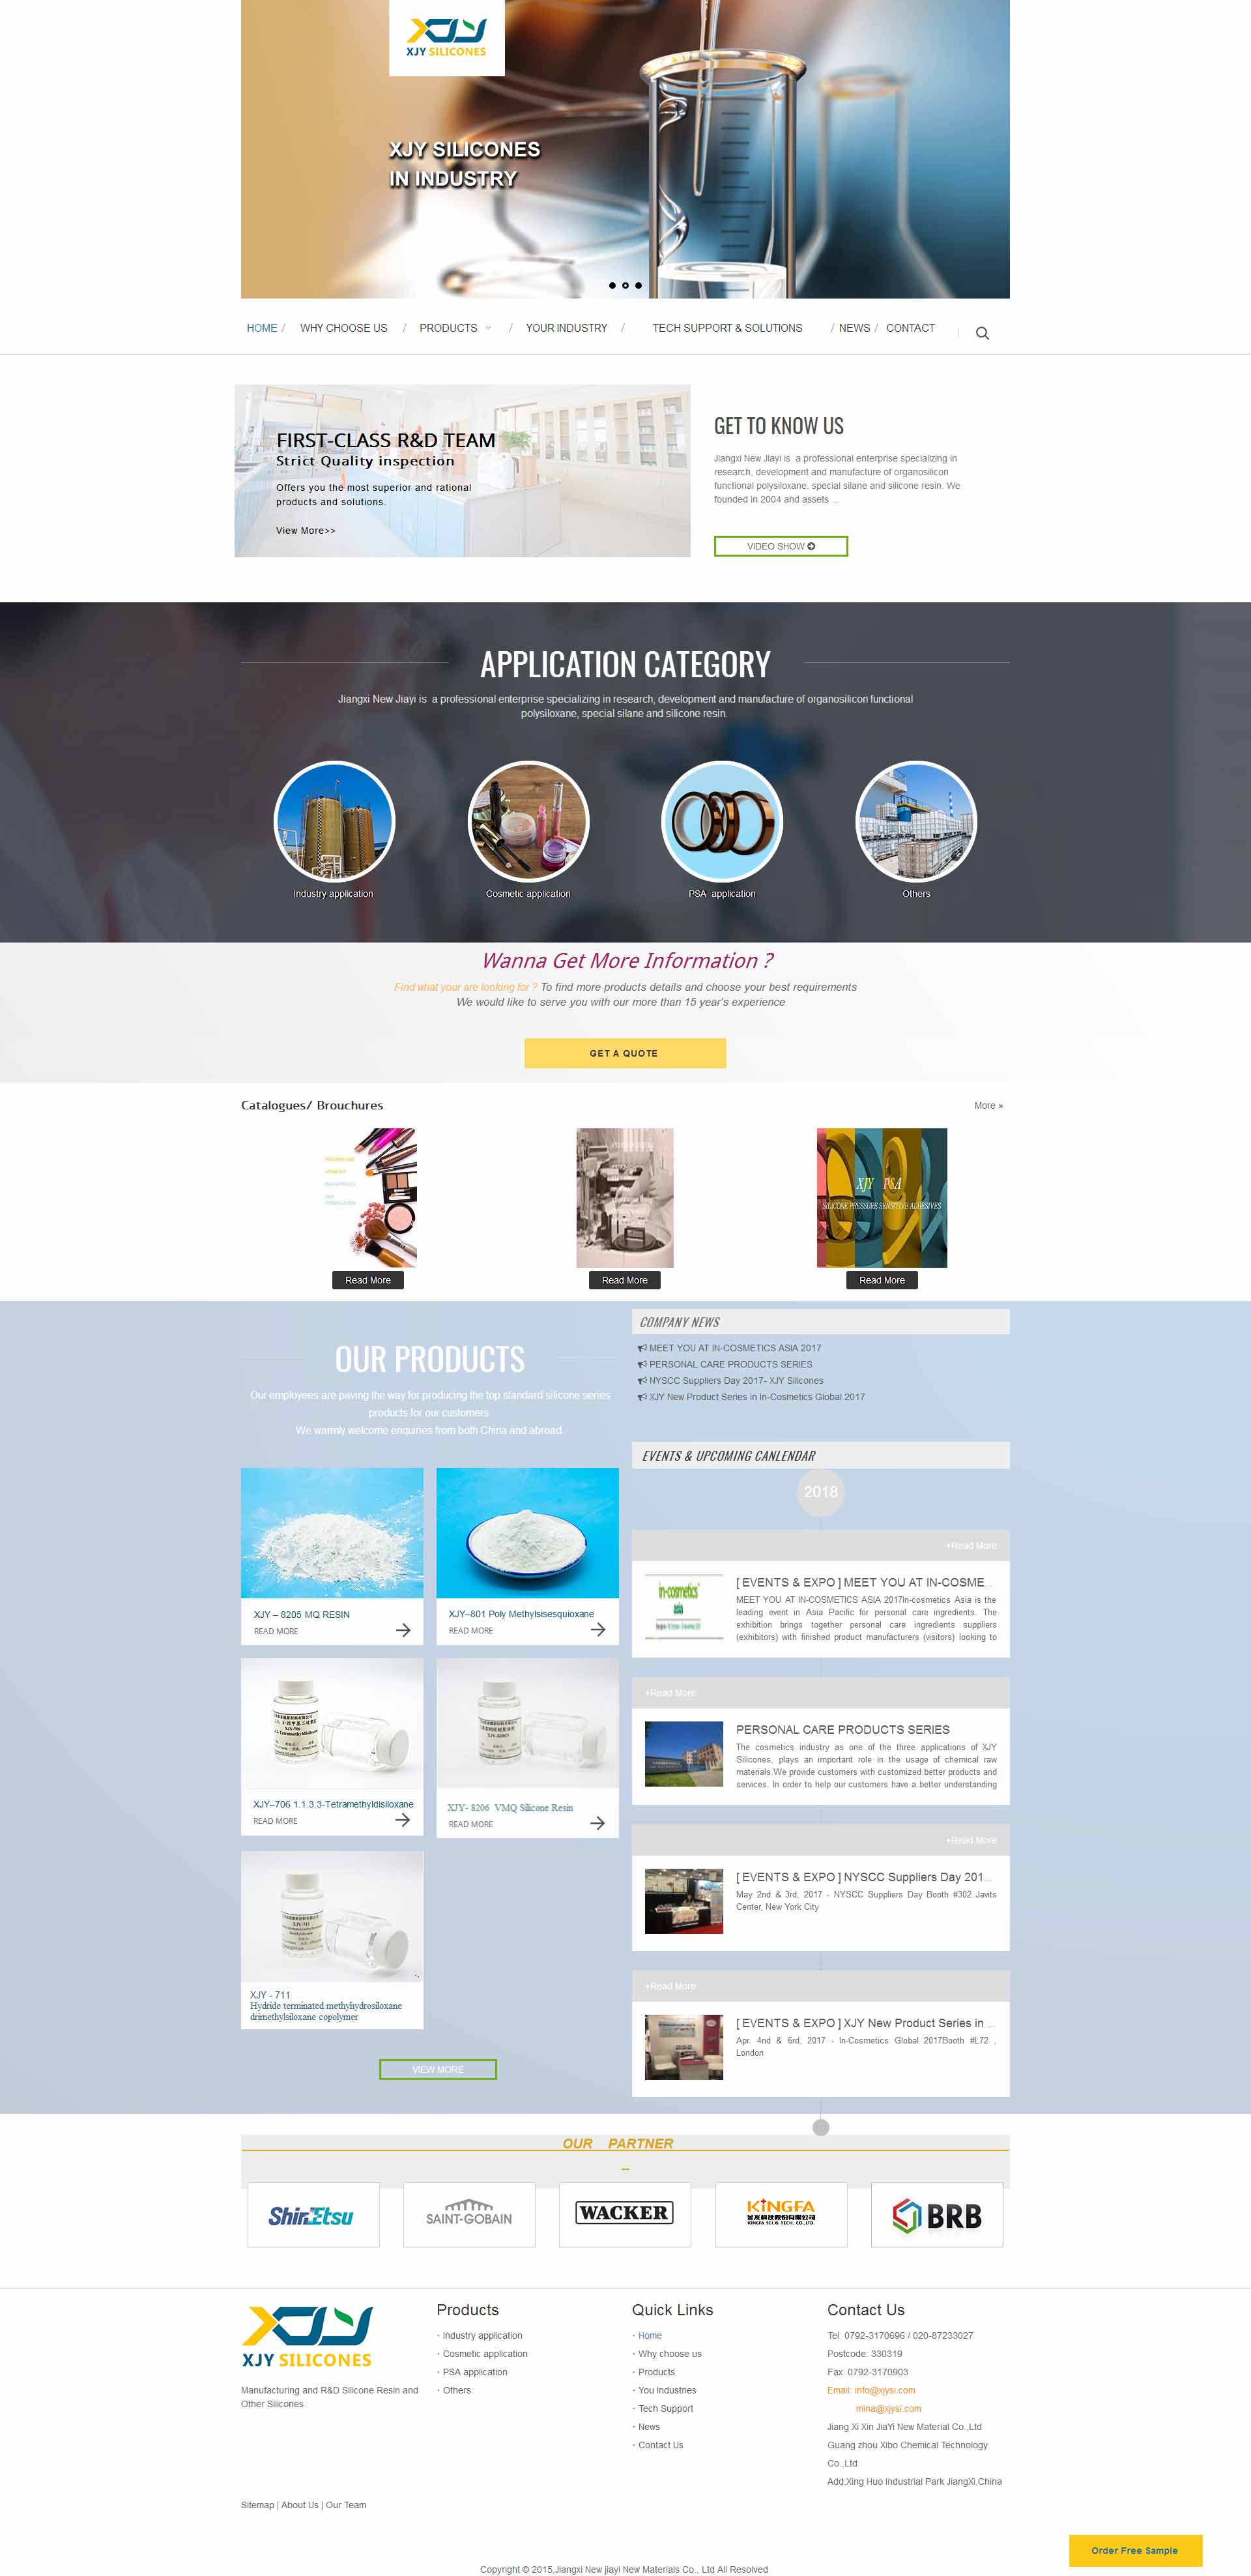 XJY SILICONES
XJY SILICONES
IN INDUSTRY
HOME / WHY CHOOSE US / PRODUCTS / YOUR INDUSTRY / TECH SUPPORT & SOLUTIONS / NEWS / CONTACT
FIRST-CLASS R&D TEAM
Strict Quality inspection
Offers you the most superior and rational
products and solutions.
View More>>
GET TO KNOW US
Jiangxi New Jiayi is a professional enterprise specializing in
research, development and manufacture of organosilicon
functional polysiloxane, special silane and silicone resin. We
founded in 2004 and assets ...
VIDEO SHOW
APPLICATION CATEGORY
Jiangxi New Jiayi is a professional enterprise specializing in research, development and manufacture of organosilicon functional
polysiloxane, special silane and silicone resin.
Industry application
Cosmetic application
PSA application
Others
Wanna Get More Information ?
Find what your are looking for ? To find more products details and choose your best requirements
We would like to serve you with our more than 15 year's experience
GET A QUOTE
Catalogues/ Brouchures
More »
XJY PSA
SILICONE PRESSURE SENSITIVE ADHESIVES
Read More
Read More
Read More
OUR PRODUCTS
Our employees are paving the way for producing the top standard silicone series
products for our customers
We warmly welcome enquiries from both China and abroad
XJY – 8205 MQ RESIN
READ MORE
XJY–801 Poly Methylsisesquioxane
READ MORE
XJY–706 1.1.3.3-Tetramethyldisiloxane
READ MORE
XJY- 8206 VMQ Silicone Resin
READ MORE
XJY-711
XJY - 711
Hydride terminated methyhydrosiloxane
drimethylsiloxane copolymer
VIEW MORE
COMPANY NEWS
MEET YOU AT IN-COSMETICS ASIA 2017
PERSONAL CARE PRODUCTS SERIES
NYSCC Suppliers Day 2017- XJY Silicones
XJY New Product Series in In-Cosmetics Global 2017
EVENTS & UPCOMING CANLENDAR
2018
+Read More
in-cosmetics
asia
[ EVENTS & EXPO ] MEET YOU AT IN-COSME...
MEET YOU AT IN-COSMETICS ASIA 2017In-cosmetics Asia is the
leading event in Asia Pacific for personal care ingredients. The
exhibition brings together personal care ingredients suppliers
(exhibitors) with finished product manufacturers (visitors) looking to
+Read More
PERSONAL CARE PRODUCTS SERIES
The cosmetics industry as one of the three applications of XJY
Silicones, plays an important role in the usage of chemical raw
materials.We provide customers with customized better products and
services. In order to help our customers have a better understanding
+Read More
[ EVENTS & EXPO ] NYSCC Suppliers Day 201...
May 2nd & 3rd, 2017 - NYSCC Suppliers Day Booth #302 Javits
Center, New York City
+Read More
[ EVENTS & EXPO ] XJY New Product Series in ...
Apr. 4nd & 6rd, 2017 - In-Cosmetics Global 2017Booth #L72 ,
London
OUR PARTNER
ShinEtsu
SAINT-GOBAIN
WACKER
KINGFA
金发科技股份有限公司
KINGFA SCI.& TECH. CO.,LTD.
BRB
XJY SILICONES
Manufacturing and R&D Silicone Resin and
Other Silicones.
Products
· Industry application
· Cosmetic application
· PSA application
· Others
Quick Links
· Home
· Why choose us
· Products
· You Industries
· Tech Support
· News
· Contact Us
Contact Us
Tel: 0792-3170696 / 020-87233027
Postcode: 330319
Fax: 0792-3170903
Email: info@xjysi.com
mina@xjysi.com
Jiang Xi Xin JiaYi New Material Co.,Ltd
Guang zhou Xibo Chemical Technology
Co.,Ltd
Add:Xing Huo Industrial Park JiangXi,China
Sitemap | About Us | Our Team
Order Free Sample
Copyright © 2015,Jiangxi New jiayi New Materials Co., Ltd All Resolved